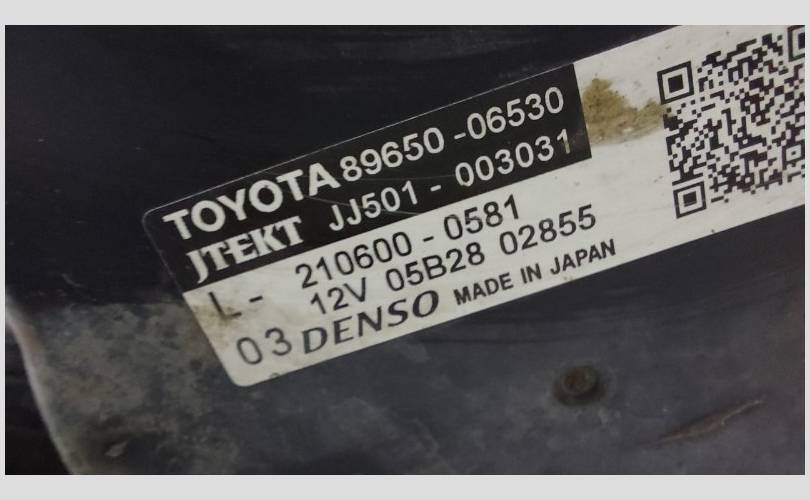 TOYOTA 89650-06530
JTEKT JJ501-003031
L- 210600-0581
12V 05B28 02855
03 DENSO MADE IN JAPAN